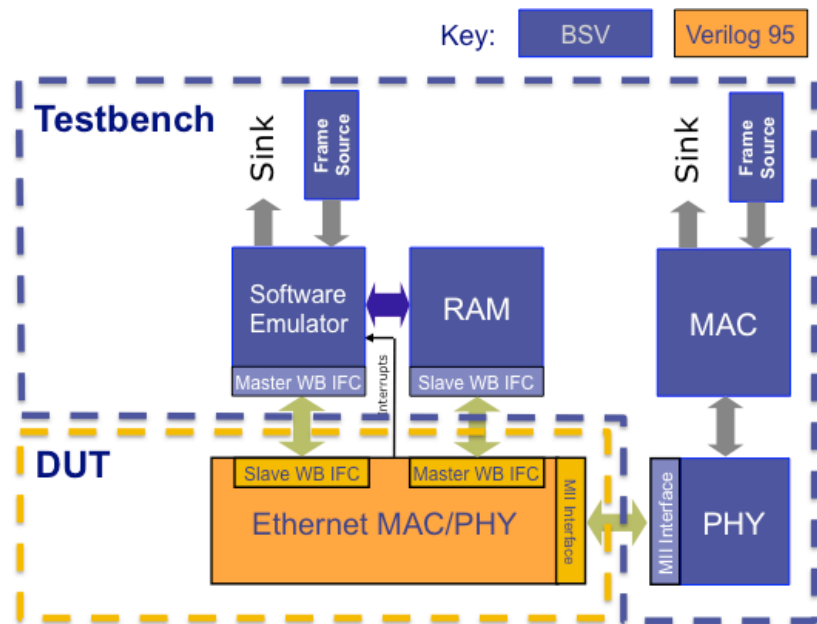 Key:
BSV
Verilog 95
Testbench
Sink
Frame
Source
Sink
Frame
Source
Software
Emulator
RAM
MAC
Master WB IFC
Interrupts
Slave WB IFC
DUT
Slave WB IFC
Master WB IFC
MII Interface
Ethernet MAC/PHY
MII Interface
PHY